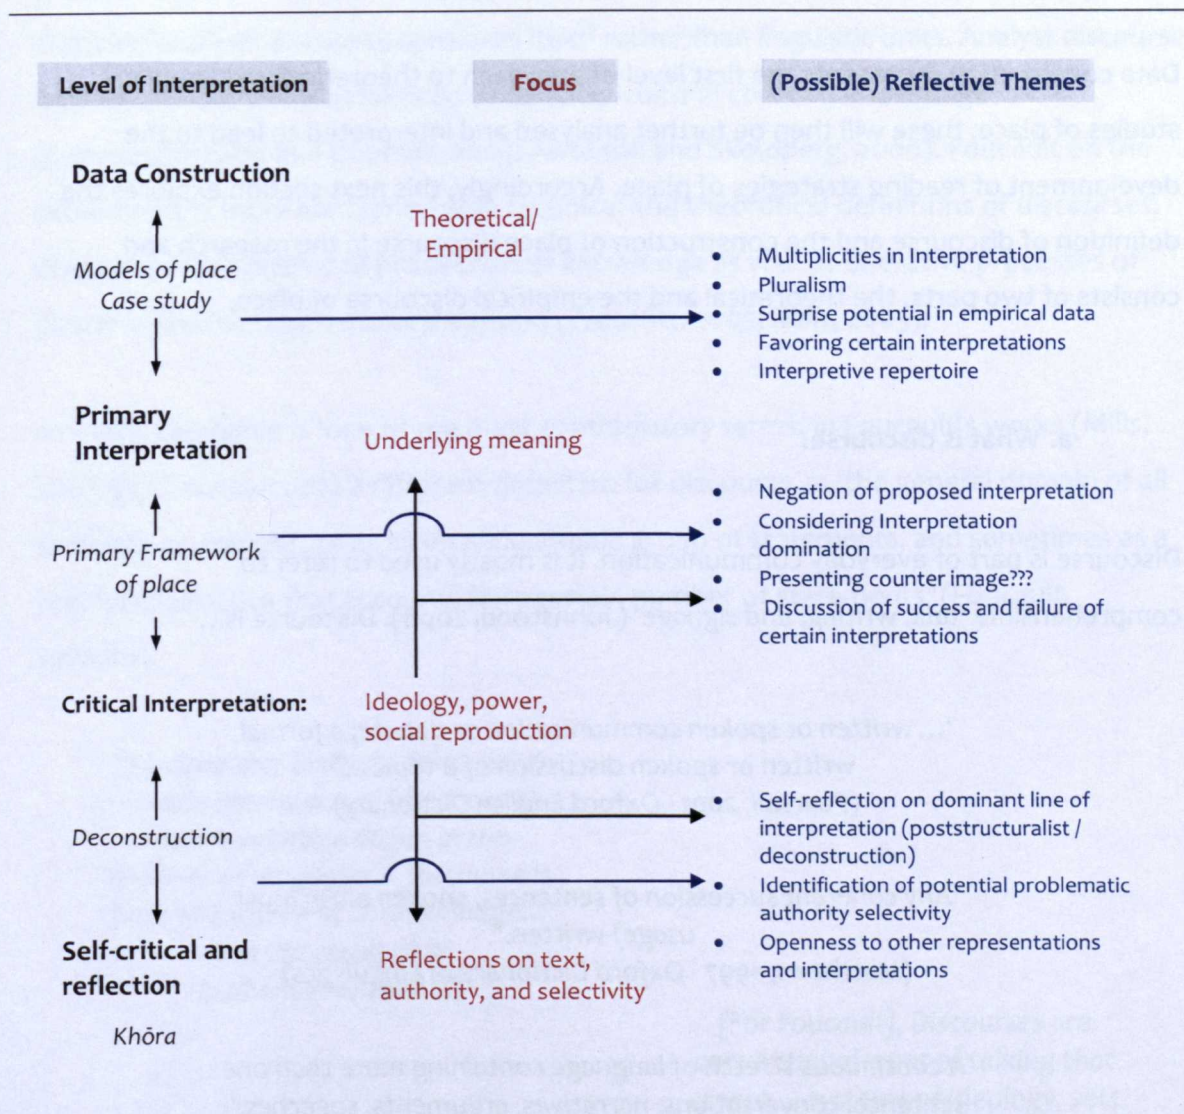 Level of Interpretation
Focus
(Possible) Reflective Themes
Data Construction
Theoretical/
Empirical
Models of place
Case study
• Multiplicities in Interpretation
• Pluralism
• Surprise potential in empirical data
• Favoring certain interpretations
• Interpretive repertoire
Primary
Interpretation
Underlying meaning
Primary Framework
of place
• Negation of proposed interpretation
• Considering Interpretation
domination
• Presenting counter image???
• Discussion of success and failure of
certain interpretations
Critical Interpretation:
Ideology, power,
social reproduction
Deconstruction
• Self-reflection on dominant line of
interpretation (poststructuralist /
deconstruction)
• Identification of potential problematic
authority selectivity
• Openness to other representations
and interpretations
Self-critical and
reflection
Reflections on text,
authority, and selectivity
Khōra